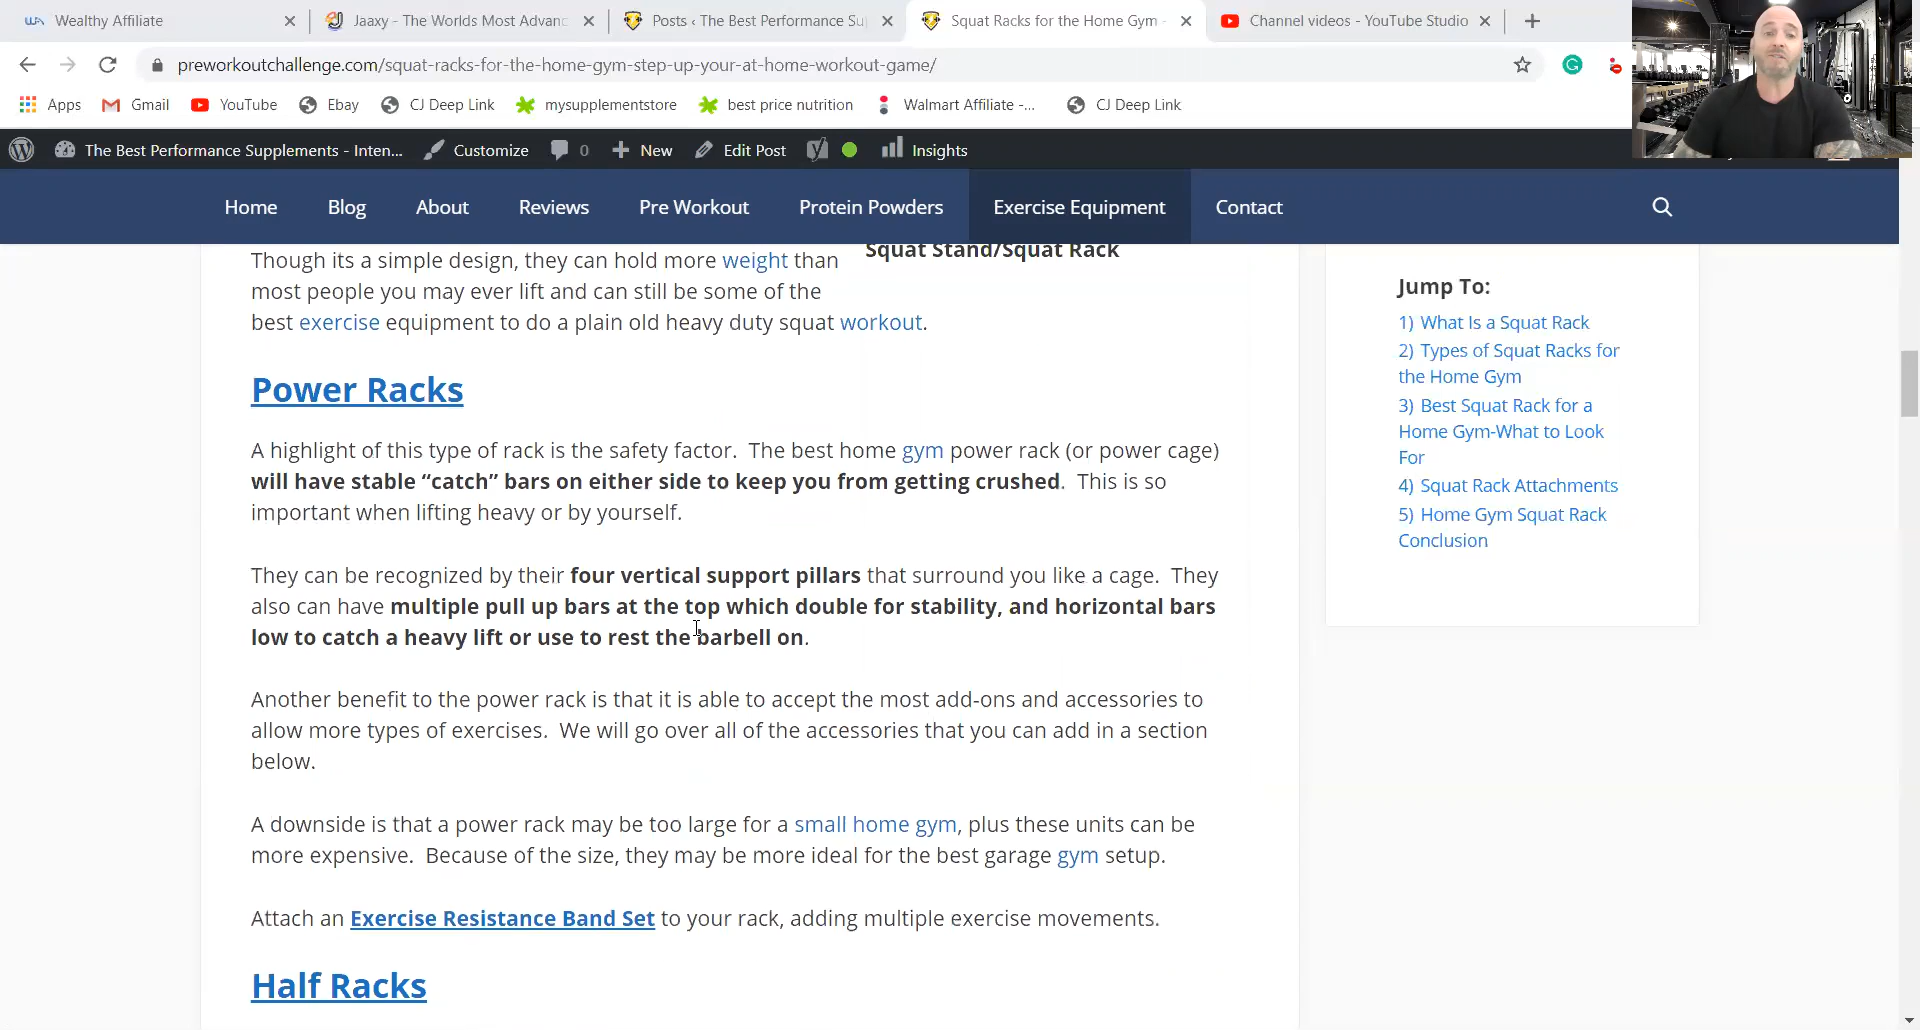 Wealthy Affiliate
Jaaxy - The Worlds Most Advanc
Posts ‹ The Best Performance Su
Squat Racks for the Home Gym -
Channel videos - YouTube Studio
preworkoutchallenge.com/squat-racks-for-the-home-gym-step-up-your-at-home-workout-game/
Apps
Gmail
YouTube
Ebay
CJ Deep Link
mysupplementstore
best price nutrition
Walmart Affiliate -...
CJ Deep Link
The Best Performance Supplements - Inten...
Customize
0
New
Edit Post
Insights
Home
Blog
About
Reviews
Pre Workout
Protein Powders
Exercise Equipment
Contact
Squat Stand/Squat Rack
Though its a simple design, they can hold more weight than
most people you may ever lift and can still be some of the
best exercise equipment to do a plain old heavy duty squat workout.
Power Racks
A highlight of this type of rack is the safety factor. The best home gym power rack (or power cage)
will have stable “catch” bars on either side to keep you from getting crushed. This is so
important when lifting heavy or by yourself.
They can be recognized by their four vertical support pillars that surround you like a cage. They
also can have multiple pull up bars at the top which double for stability, and horizontal bars
low to catch a heavy lift or use to rest the barbell on.
Another benefit to the power rack is that it is able to accept the most add-ons and accessories to
allow more types of exercises. We will go over all of the accessories that you can add in a section
below.
A downside is that a power rack may be too large for a small home gym, plus these units can be
more expensive. Because of the size, they may be more ideal for the best garage gym setup.
Attach an Exercise Resistance Band Set to your rack, adding multiple exercise movements.
Half Racks
Jump To:
1) What Is a Squat Rack
2) Types of Squat Racks for
the Home Gym
3) Best Squat Rack for a
Home Gym-What to Look
For
4) Squat Rack Attachments
5) Home Gym Squat Rack
Conclusion